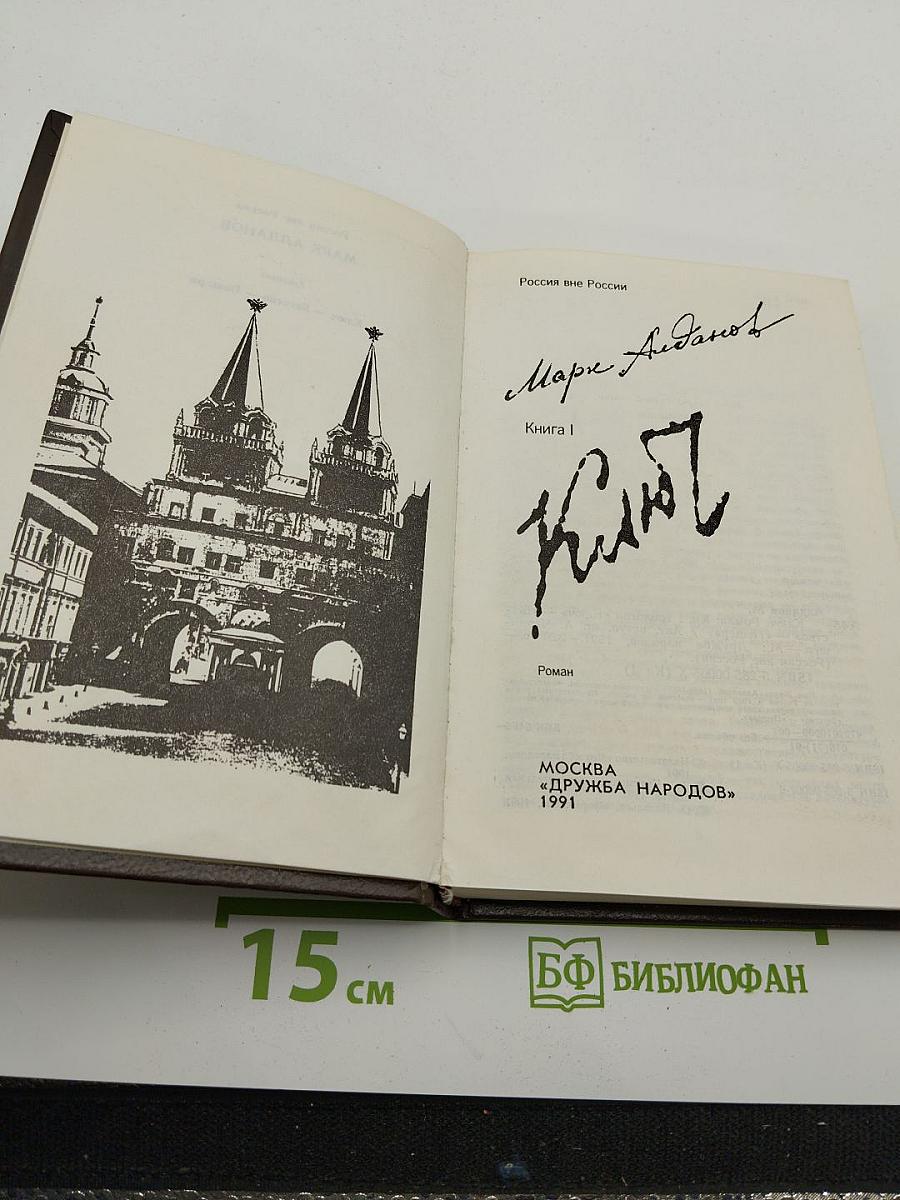 Россия вне России
Марк Алданов
Книга I
Ключ
Роман
МОСКВА
«ДРУЖБА НАРОДОВ»
1991
15 см
БФ БИБЛИОФАН